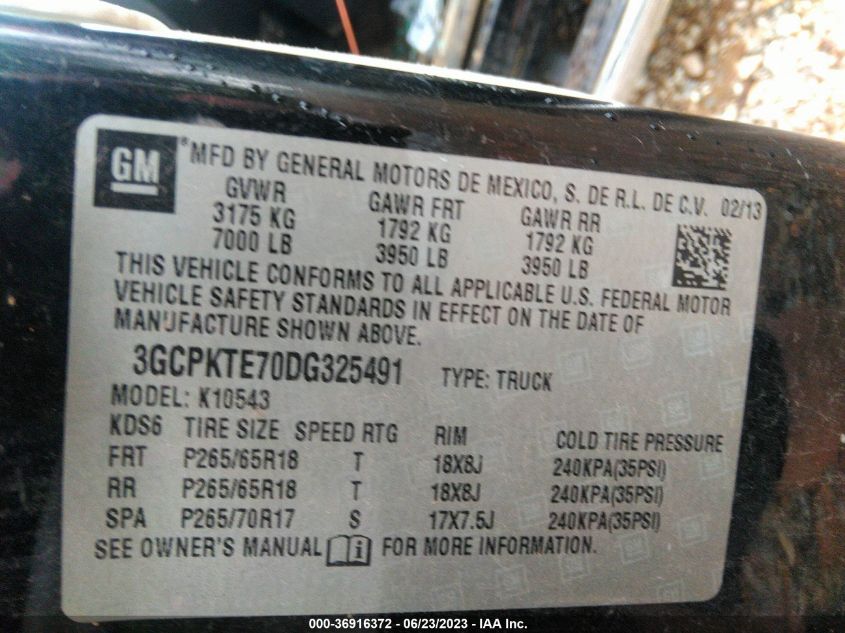 GM
*MFD BY GENERAL MOTORS DE MEXICO, S. DE R.L. DE C.V. 02/13
GVWR GAWR FRT GAWR RR
3175 KG 1792 KG 1792 KG
7000 LB 3950 LB 3950 LB
THIS VEHICLE CONFORMS TO ALL APPLICABLE U.S. FEDERAL MOTOR
VEHICLE SAFETY STANDARDS IN EFFECT ON THE DATE OF
MANUFACTURE SHOWN ABOVE.
3GCPKTE70DG325491 TYPE: TRUCK
MODEL: K10543
KDS6 TIRE SIZE SPEED RTG RIM COLD TIRE PRESSURE
FRT P265/65R18 T 18X8J 240KPA(35PSI)
RR P265/65R18 T 18X8J 240KPA(35PSI)
SPA P265/70R17 S 17X7.5J 240KPA(35PSI)
SEE OWNER'S MANUAL FOR MORE INFORMATION.
000-36916372 - 06/23/2023 - IAA Inc.